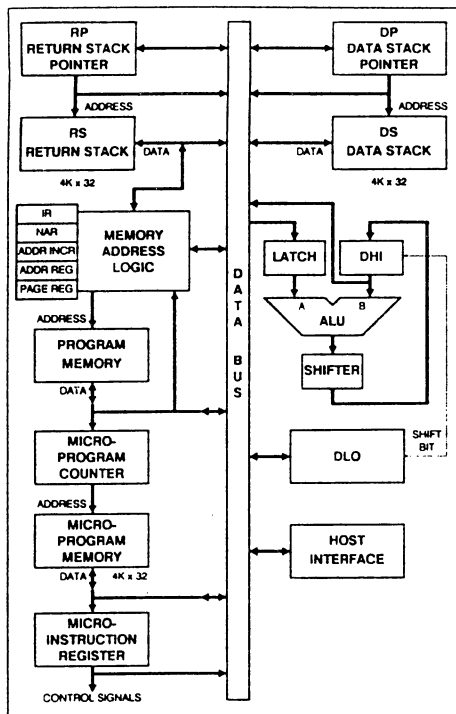 RP
RETURN STACK
POINTER
ADDRESS
RS
RETURN STACK
DATA
4K x 32
IR
NAR
ADDR INCR
ADDR REG
PAGE REG
MEMORY
ADDRESS
LOGIC
ADDRESS
PROGRAM
MEMORY
DATA
MICRO-
PROGRAM
COUNTER
ADDRESS
MICRO-
PROGRAM
MEMORY
DATA
4K x 32
MICRO-
INSTRUCTION
REGISTER
CONTROL SIGNALS
DATA BUS
DP
DATA STACK
POINTER
ADDRESS
DS
DATA STACK
DATA
4K x 32
LATCH
DHI
A
B
ALU
SHIFTER
SHIFT
BIT
DLO
HOST
INTERFACE